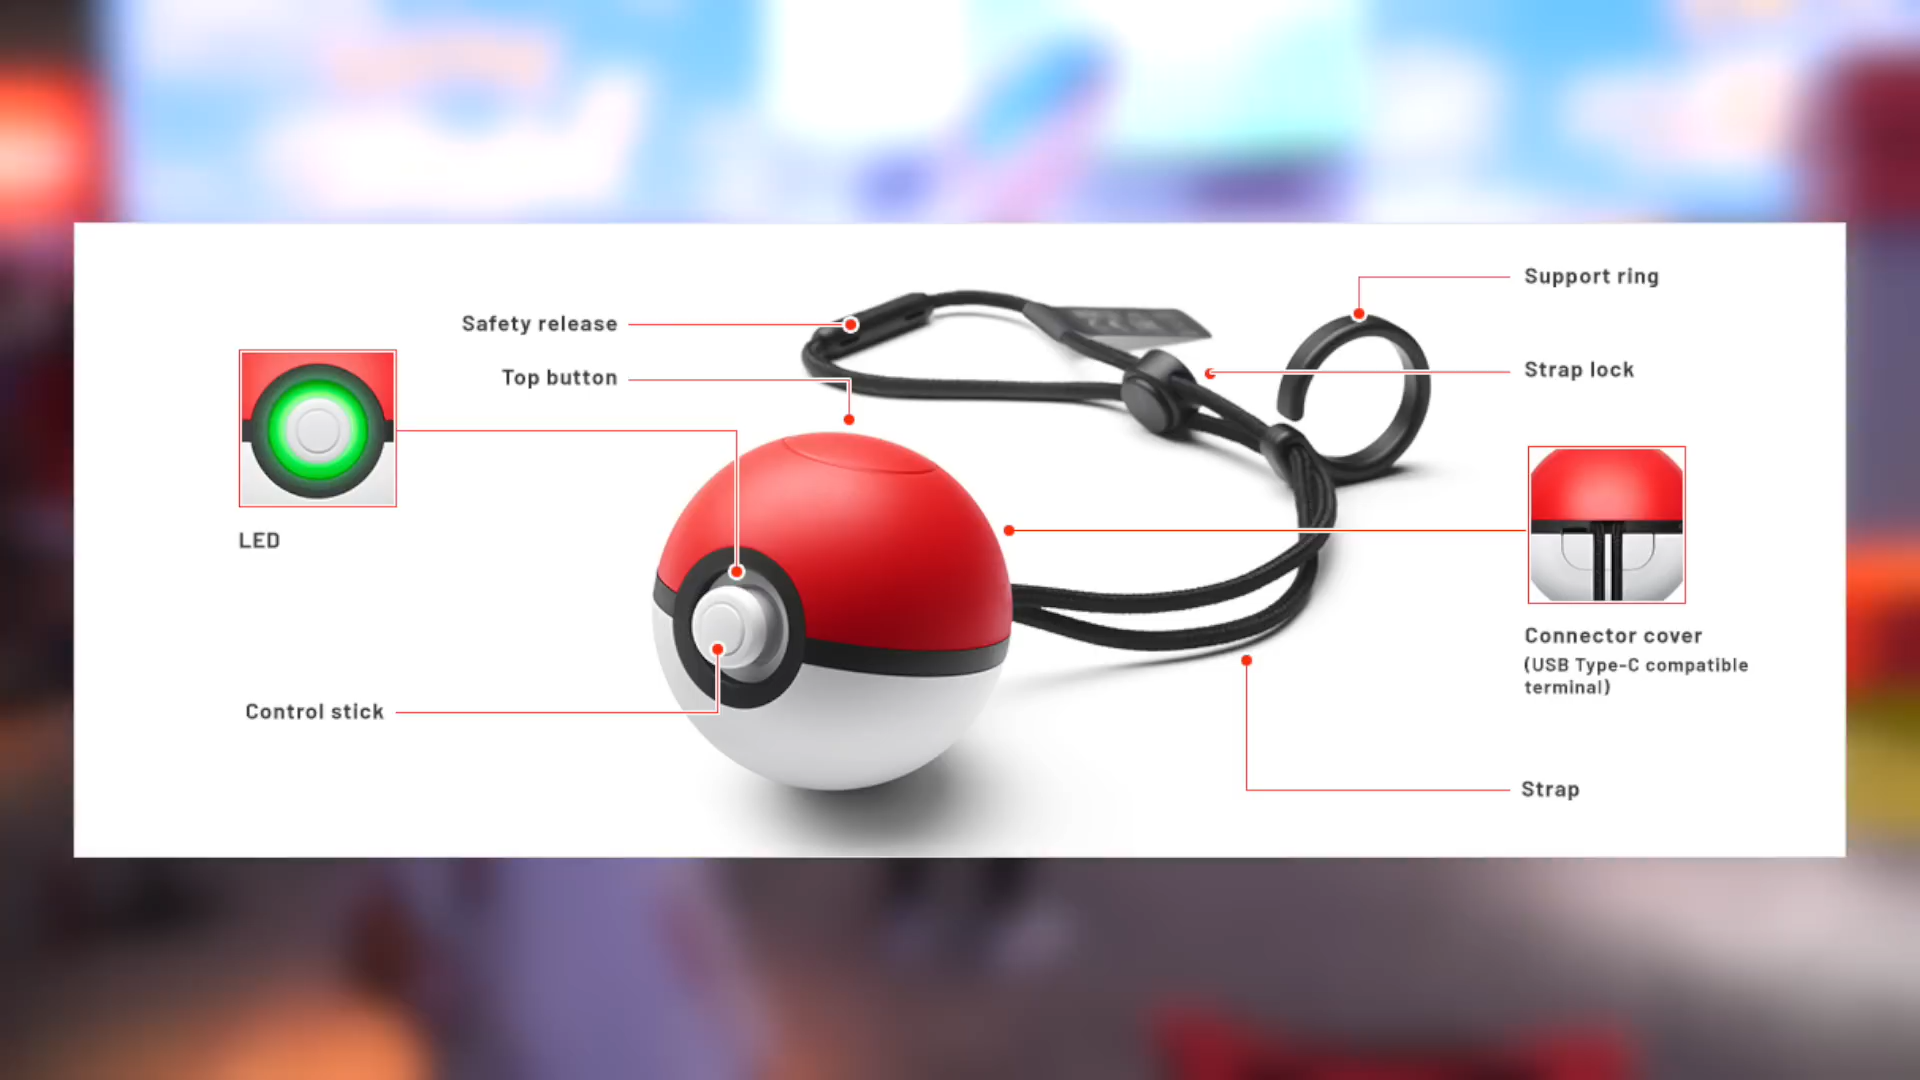 Support ring
Safety release
Strap lock
Top button
LED
Connector cover
(USB Type-C compatible
terminal)
Control stick
Strap